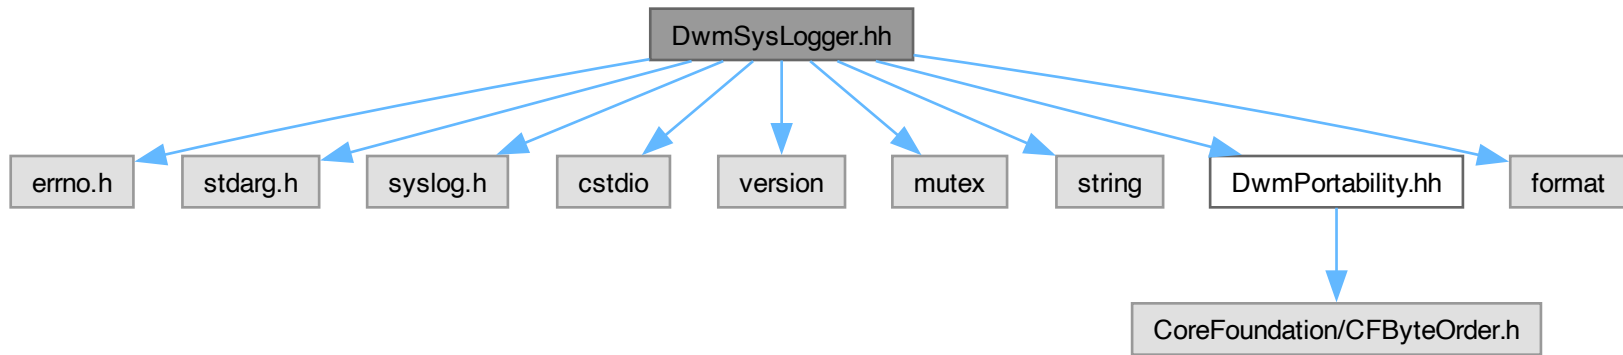 DwmSysLogger.hh
errno.h
stdarg.h
syslog.h
cstdio
version
mutex
string
DwmPortability.hh
format
CoreFoundation/CFByteOrder.h